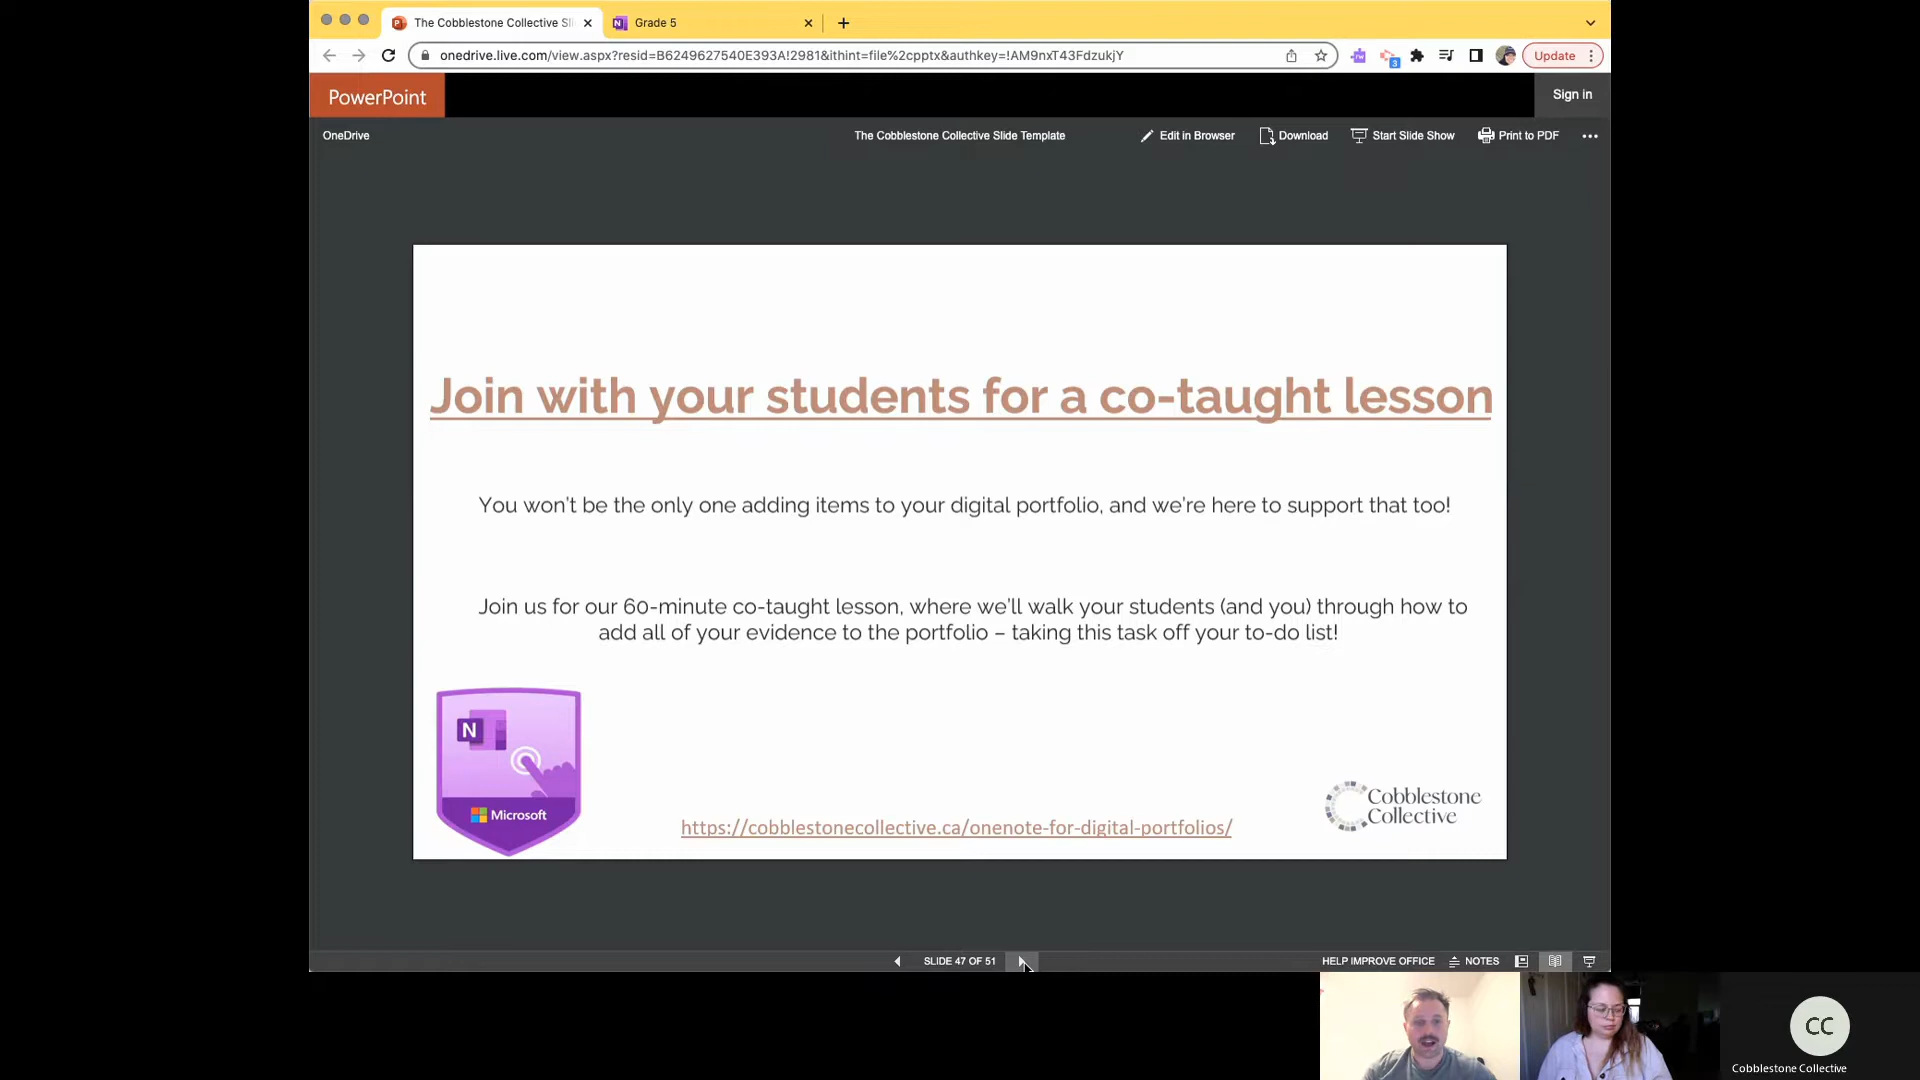 The Cobblestone Collective Sli
Grade 5
onedrive.live.com/view.aspx?resid=B6249627540E393A!2981&ithint=file%2cpptx&authkey=!AM9nxT43FdzukjY
3
Update
PowerPoint
Sign in
OneDrive
The Cobblestone Collective Slide Template
Edit in Browser
Download
Start Slide Show
Print to PDF
Join with your students for a co-taught lesson
You won't be the only one adding items to your digital portfolio, and we're here to support that too!
Join us for our 60-minute co-taught lesson, where we'll walk your students (and you) through how to
add all of your evidence to the portfolio – taking this task off your to-do list!
N
Microsoft
https://cobblestonecollective.ca/onenote-for-digital-portfolios/
Cobblestone
Collective
SLIDE 47 OF 51
HELP IMPROVE OFFICE
NOTES
CC
Cobblestone Collective